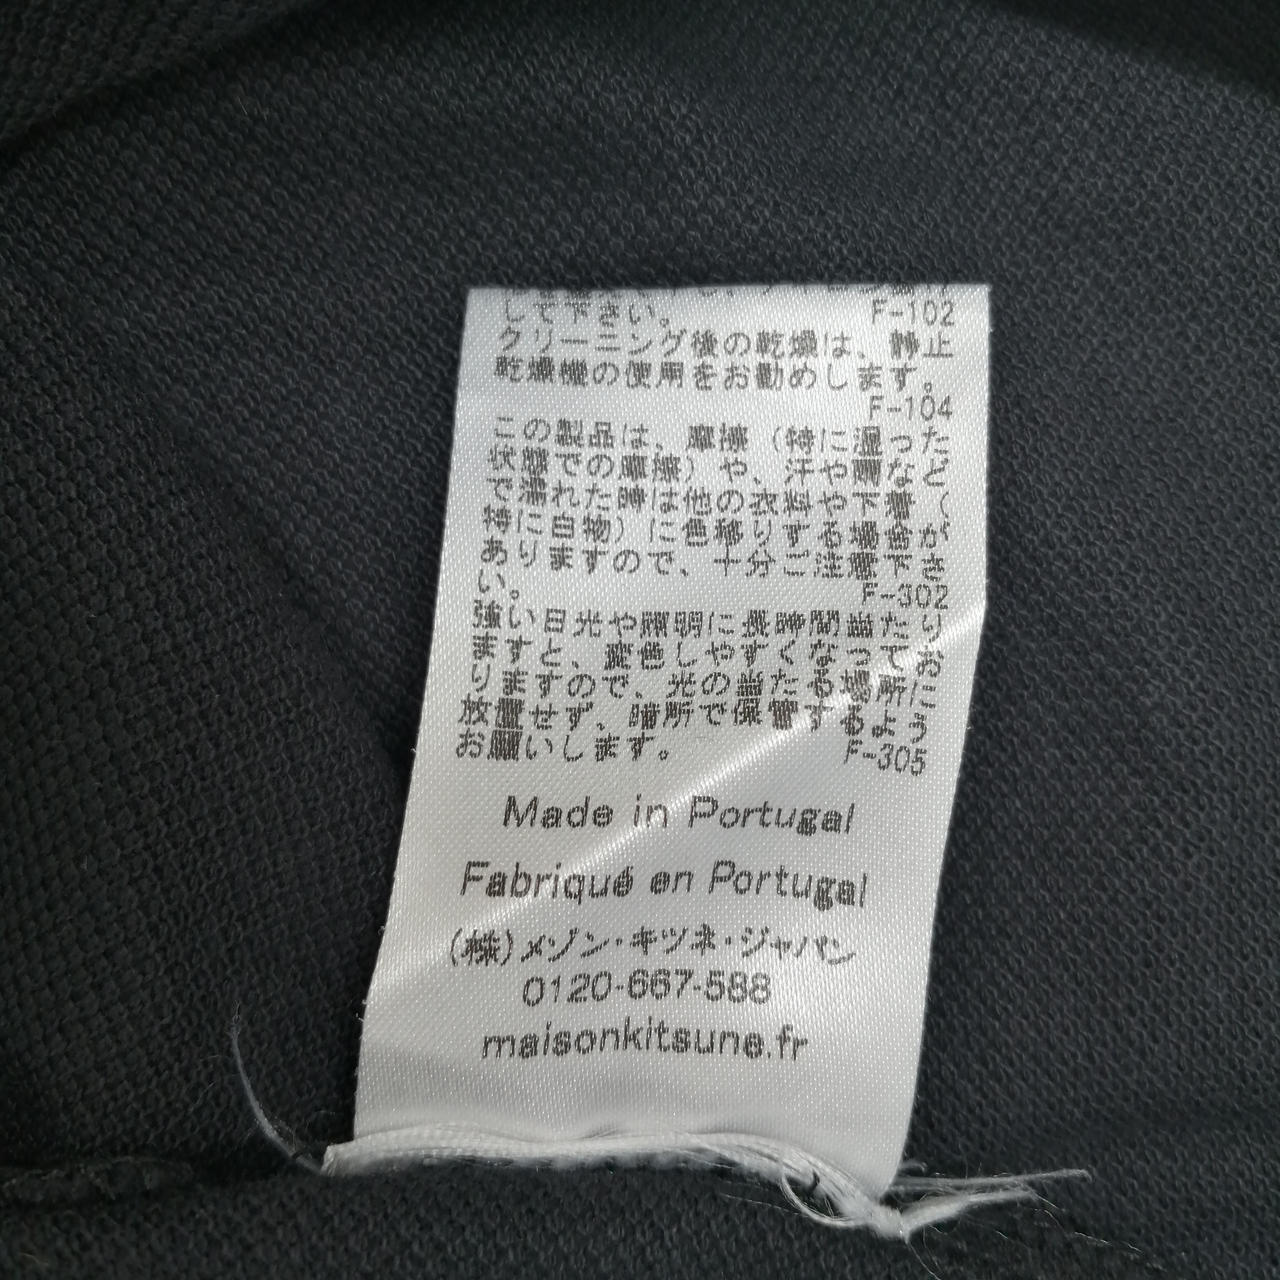 して下さい。 F-102
クリーニング後の乾燥は、静止
乾燥機の使用をお勧めします。
F-104
この製品は、摩擦（特に湿った
状態での摩擦）や、汗や雨など
で濡れた時は他の衣料や下着（
特に白物）に色移りする場合が
ありますので、十分ご注意下さ
い。 F-302
強い日光や照明に長時間当たり
ますと、変色しやすくなってお
りますので、光の当たる場所に
放置せず、暗所で保管するよう
お願いします。 F-305
Made in Portugal
Fabriqué en Portugal
(株)メゾン・キツネ・ジャパン
0120-667-588
maisonkitsune.fr